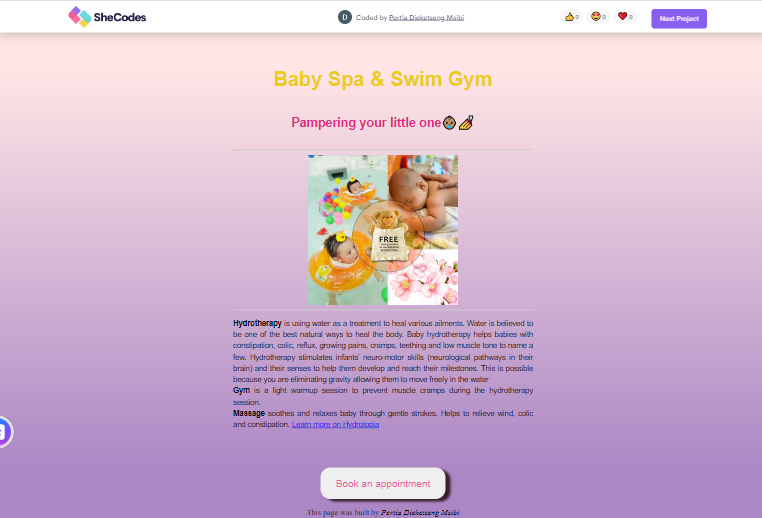 SheCodes
D Coded by Portia Dieketseng Maibi
0 0 0
Next Project
Baby Spa & Swim Gym
Pampering your little one
FREE
Hydrotherapy is using water as a treatment to heal various ailments. Water is believed to
be one of the best natural ways to heal the body. Baby hydrotherapy helps babies with
constipation, colic, reflux, growing pains, cramps, teething and low muscle tone to name a
few. Hydrotherapy stimulates infants' neuro-motor skills (neurological pathways in their
brain) and their senses to help them develop and reach their milestones. This is possible
because you are eliminating gravity allowing them to move freely in the water
Gym is a light warmup session to prevent muscle cramps during the hydrotherapy
session.
Massage soothes and relaxes baby through gentle strokes. Helps to relieve wind, colic
and constipation. Learn more on Hydrotopia
Book an appointment
This page was built by Portia Dieketseng Maibi